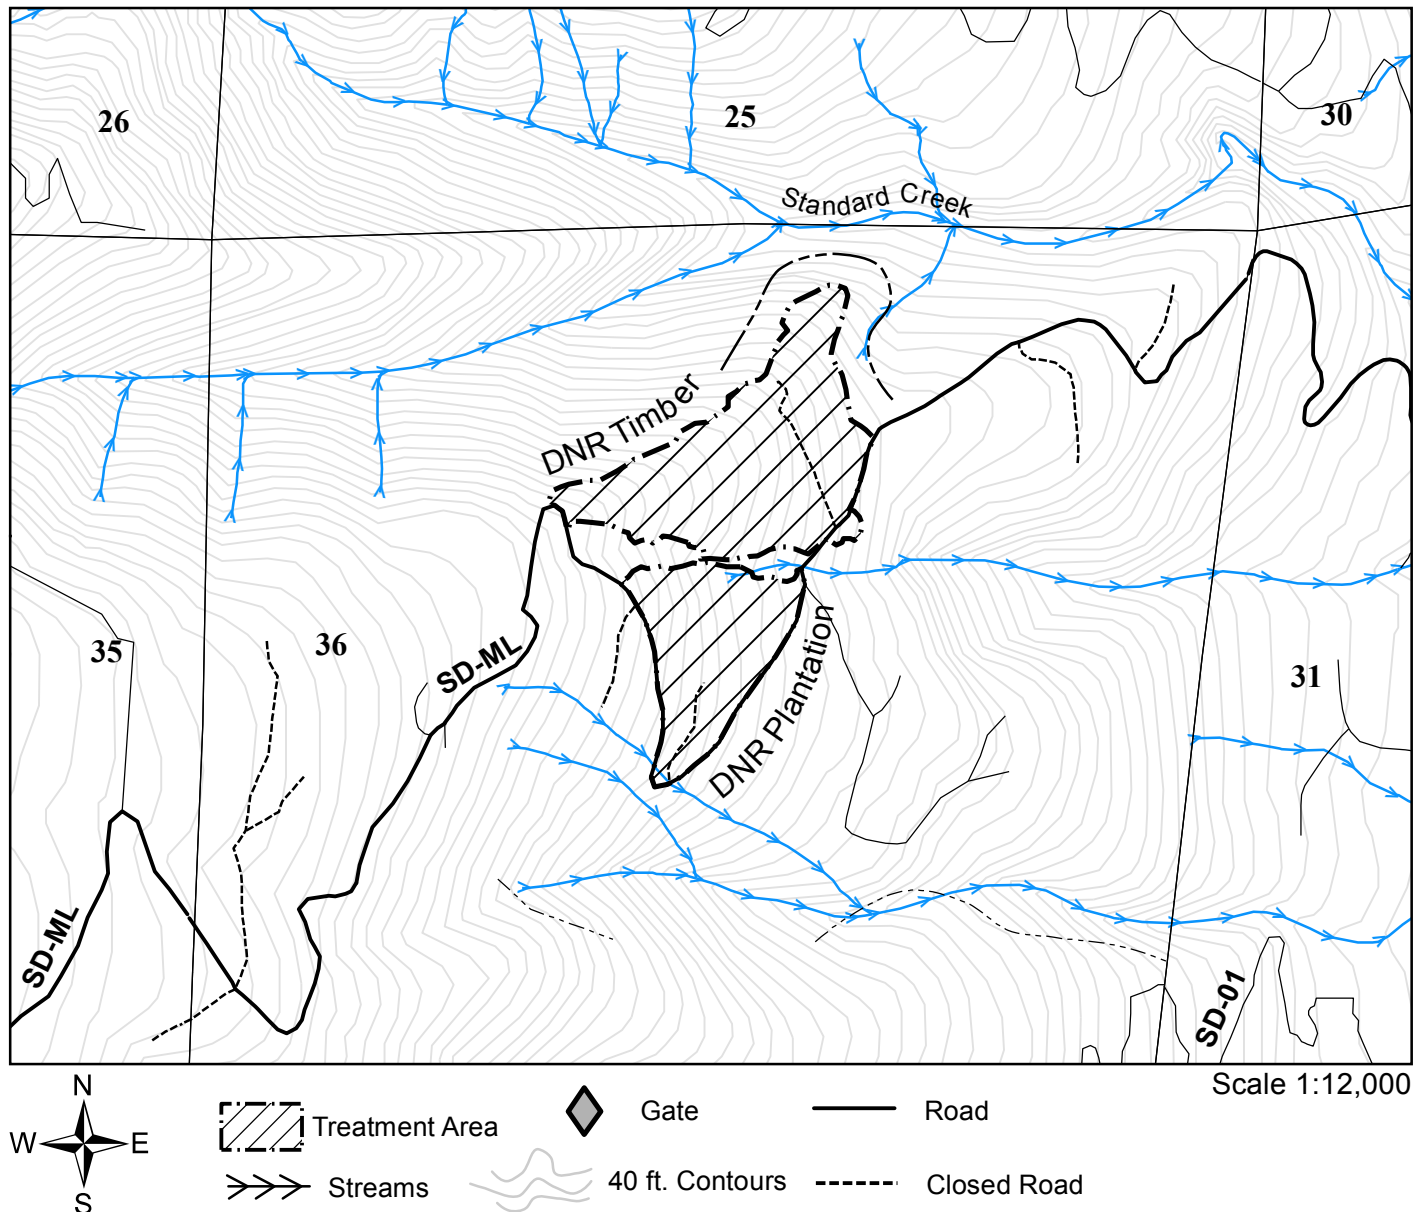 26
25
30
Standard Creek
DNR Timber
35
36
SD-ML
DNR Plantation
31
SD-ML
SD-01
Scale 1:12,000
N
W E
S
Treatment Area
Gate
Road
Streams
40 ft. Contours
Closed Road